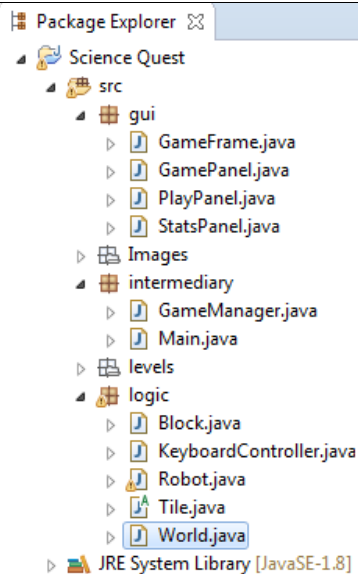 Package Explorer
Science Quest
src
gui
GameFrame.java
GamePanel.java
PlayPanel.java
StatsPanel.java
Images
intermediary
GameManager.java
Main.java
levels
logic
Block.java
KeyboardController.java
Robot.java
Tile.java
World.java
JRE System Library [JavaSE-1.8]